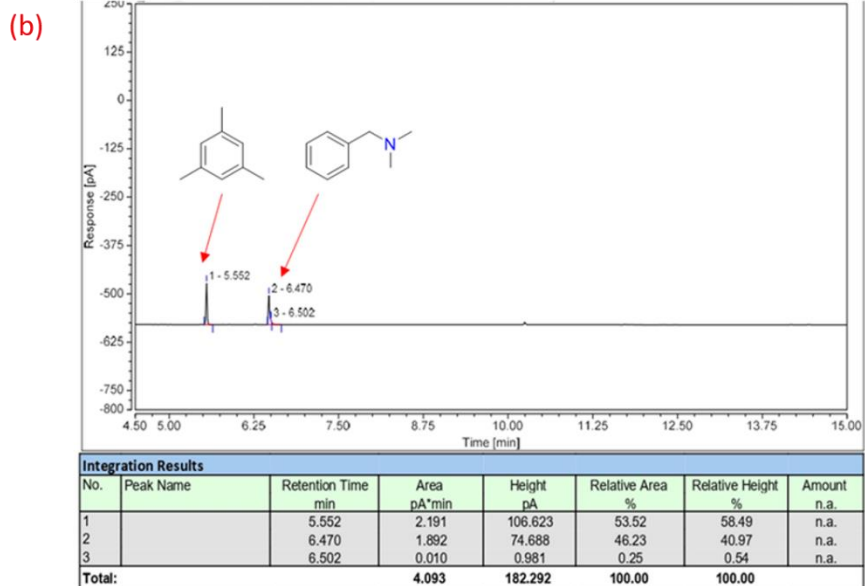 (b)
250
125
0
-125
-250
-375
-500
-625
-750
-800
Response [pA]
N
1 - 5.552
2 - 6.470
3 - 6.502
4.50 5.00 6.25 7.50 8.75 10.00 11.25 12.50 13.75 15.00
Time [min]
Integration Results
No. Peak Name Retention Time Area Height Relative Area Relative Height Amount
min pA*min pA % % n.a.
1 5.552 2.191 106.623 53.52 58.49 n.a.
2 6.470 1.892 74.688 46.23 40.97 n.a.
3 6.502 0.010 0.981 0.25 0.54 n.a.
Total: 4.093 182.292 100.00 100.00